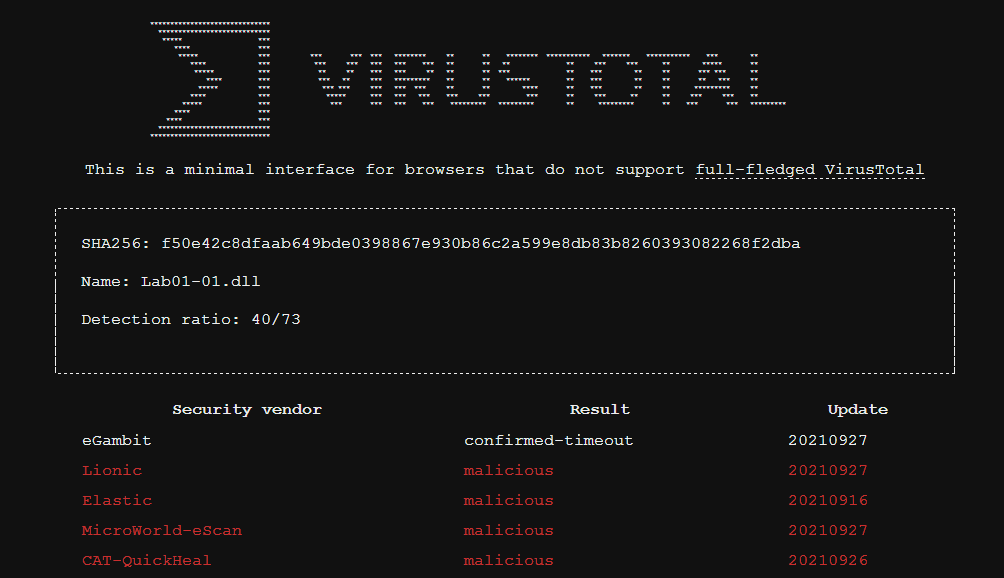 VIRUSTOTAL
This is a minimal interface for browsers that do not support full-fledged VirusTotal
SHA256: f50e42c8dfaab649bde0398867e930b86c2a599e8db83b8260393082268f2dba
Name: Lab01-01.dll
Detection ratio: 40/73
Security vendor Result Update
eGambit confirmed-timeout 20210927
Lionic malicious 20210927
Elastic malicious 20210916
MicroWorld-eScan malicious 20210927
CAT-QuickHeal malicious 20210926